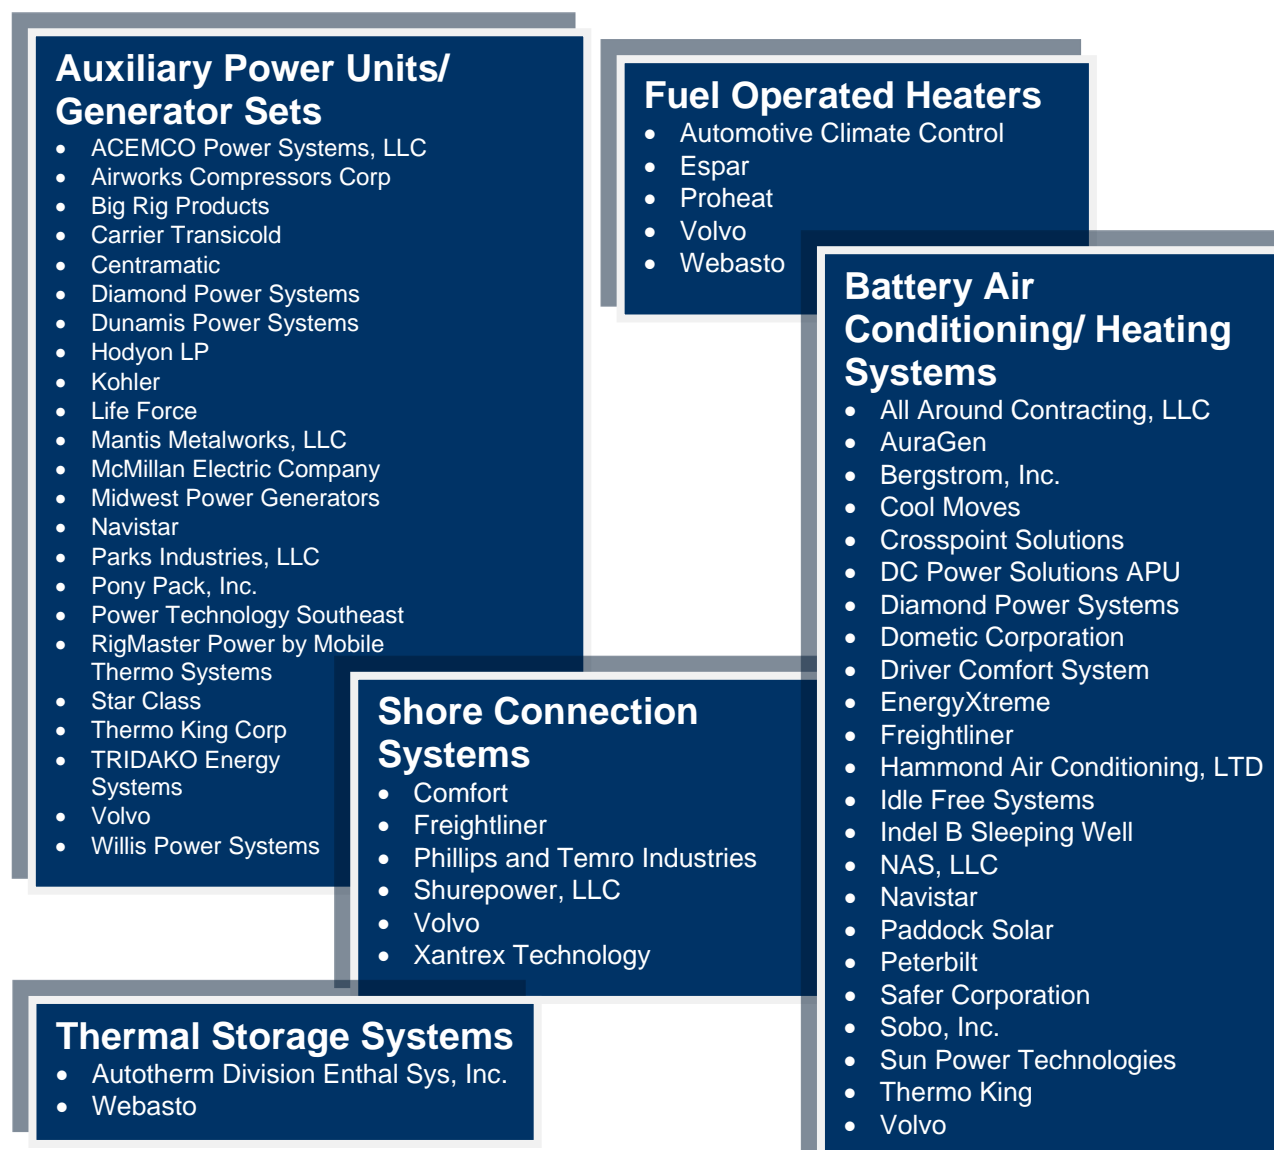 Auxiliary Power Units/
Generator Sets
• ACEMCO Power Systems, LLC
• Airworks Compressors Corp
• Big Rig Products
• Carrier Transicold
• Centramatic
• Diamond Power Systems
• Dunamis Power Systems
• Hodyon LP
• Kohler
• Life Force
• Mantis Metalworks, LLC
• McMillan Electric Company
• Midwest Power Generators
• Navistar
• Parks Industries, LLC
• Pony Pack, Inc.
• Power Technology Southeast
• RigMaster Power by Mobile
Thermo Systems
• Star Class
• Thermo King Corp
• TRIDAKO Energy
Systems
• Volvo
• Willis Power Systems
Fuel Operated Heaters
• Automotive Climate Control
• Espar
• Proheat
• Volvo
• Webasto
Battery Air
Conditioning/ Heating
Systems
• All Around Contracting, LLC
• AuraGen
• Bergstrom, Inc.
• Cool Moves
• Crosspoint Solutions
• DC Power Solutions APU
• Diamond Power Systems
• Dometic Corporation
• Driver Comfort System
• EnergyXtreme
• Freightliner
• Hammond Air Conditioning, LTD
• Idle Free Systems
• Indel B Sleeping Well
• NAS, LLC
• Navistar
• Paddock Solar
• Peterbilt
• Safer Corporation
• Sobo, Inc.
• Sun Power Technologies
• Thermo King
• Volvo
Shore Connection
Systems
• Comfort
• Freightliner
• Phillips and Temro Industries
• Shurepower, LLC
• Volvo
• Xantrex Technology
Thermal Storage Systems
• Autotherm Division Enthal Sys, Inc.
• Webasto